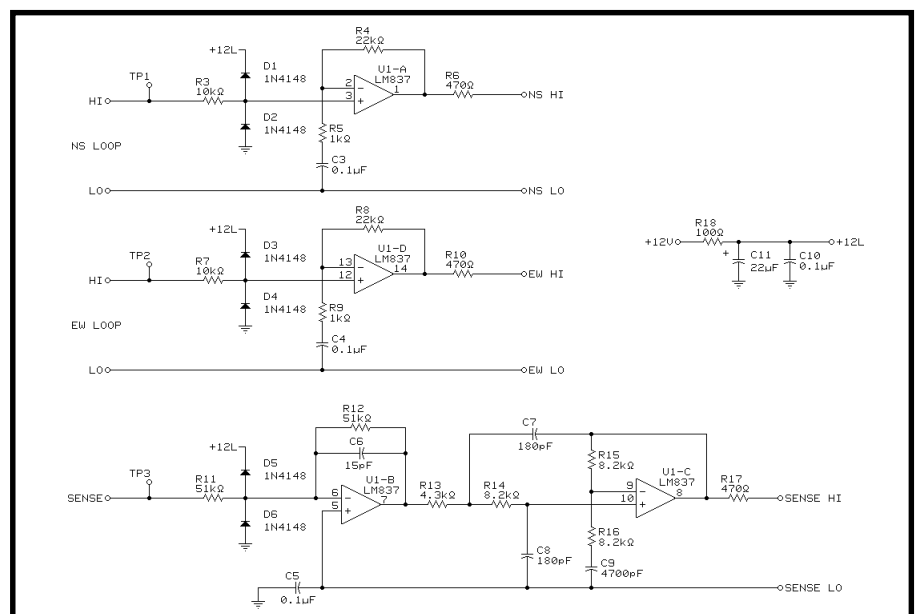 R4
22kΩ
+12L
D1
1N4148
U1-A
LM837
TP1
R3
10kΩ
R6
470Ω
2
3
1
HI
NS HI
D2
1N4148
R5
1kΩ
NS LOOP
C3
0.1µF
LO
NS LO
R8
22kΩ
+12L
D3
1N4148
U1-D
LM837
TP2
R7
10kΩ
R10
470Ω
13
12
14
HI
EW HI
D4
1N4148
R9
1kΩ
EW LOOP
C4
0.1µF
LO
EW LO
R18
100Ω
+12V
+12L
+
C11
22µF
C10
0.1µF
R12
51kΩ
C6
15pF
C7
180pF
+12L
D5
1N4148
R15
8.2kΩ
TP3
R11
51kΩ
U1-B
LM837
R13
4.3kΩ
R14
8.2kΩ
U1-C
LM837
R17
470Ω
6
5
7
9
10
8
SENSE
SENSE HI
D6
1N4148
R16
8.2kΩ
C8
180pF
C9
4700pF
C5
0.1µF
SENSE LO